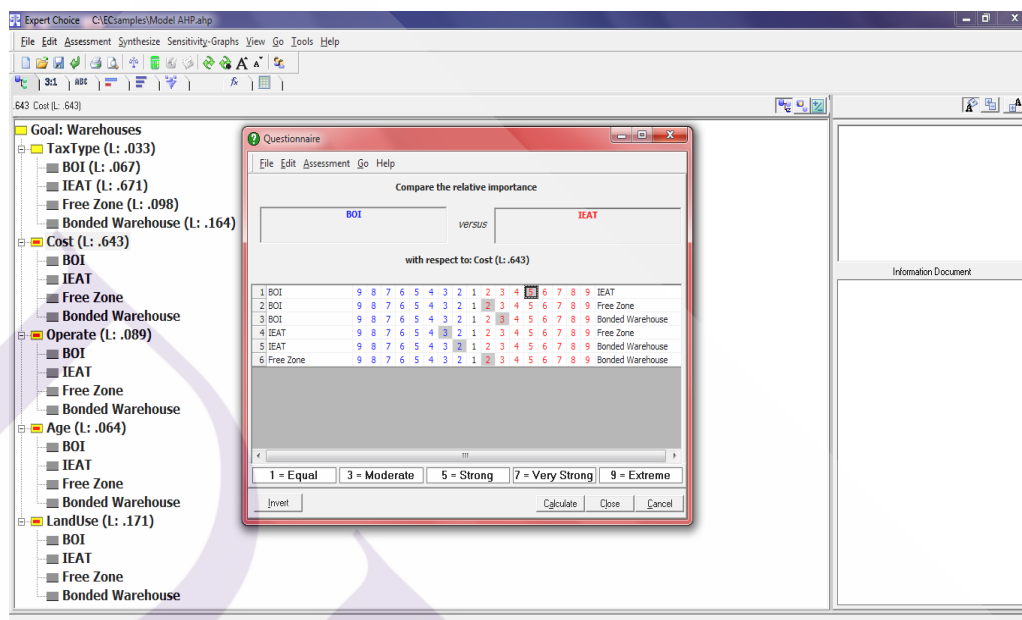 Expert Choice C:\ECsamples\Model AHP.ahp
File Edit Assessment Synthesize Sensitivity-Graphs View Go Tools Help
3:1 ABC fx
.643 Cost (L: .643)
Goal: Warehouses
TaxType (L: .033)
BOI (L: .067)
IEAT (L: .671)
Free Zone (L: .098)
Bonded Warehouse (L: .164)
Cost (L: .643)
BOI
IEAT
Free Zone
Bonded Warehouse
Operate (L: .089)
BOI
IEAT
Free Zone
Bonded Warehouse
Age (L: .064)
BOI
IEAT
Free Zone
Bonded Warehouse
LandUse (L: .171)
BOI
IEAT
Free Zone
Bonded Warehouse
Questionnaire
File Edit Assessment Go Help
Compare the relative importance
BOI versus IEAT
with respect to: Cost (L: .643)
1 BOI 9 8 7 6 5 4 3 2 1 2 3 4 5 6 7 8 9 IEAT
2 BOI 9 8 7 6 5 4 3 2 1 2 3 4 5 6 7 8 9 Free Zone
3 BOI 9 8 7 6 5 4 3 2 1 2 3 4 5 6 7 8 9 Bonded Warehouse
4 IEAT 9 8 7 6 5 4 3 2 1 2 3 4 5 6 7 8 9 Free Zone
5 IEAT 9 8 7 6 5 4 3 2 1 2 3 4 5 6 7 8 9 Bonded Warehouse
6 Free Zone 9 8 7 6 5 4 3 2 1 2 3 4 5 6 7 8 9 Bonded Warehouse
1 = Equal 3 = Moderate 5 = Strong 7 = Very Strong 9 = Extreme
Invert Calculate Close Cancel
Information Document